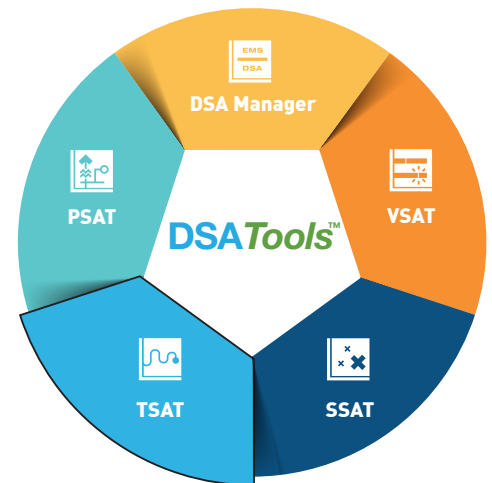 EMS
DSA
DSA Manager
PSAT
VSAT
DSATools™
TSAT
SSAT